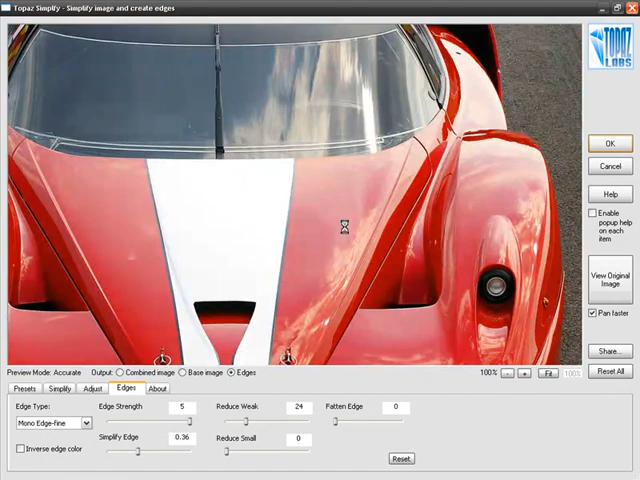 Topaz Simplify - Simplify image and create edges
TOPAZ
LABS
OK
Cancel
Help
Enable
popup help
on each
item
View Original
Image
Pan faster
Share...
Reset All
Preview Mode: Accurate Output: Combined image Base image Edges 100% - + Fit 100%
Presets Simplify Adjust Edges About
Edge Type: Edge Strength 5 Reduce Weak 24 Fatten Edge 0
Mono Edge-fine
Simplify Edge 0.36 Reduce Small 0
Inverse edge color
Reset